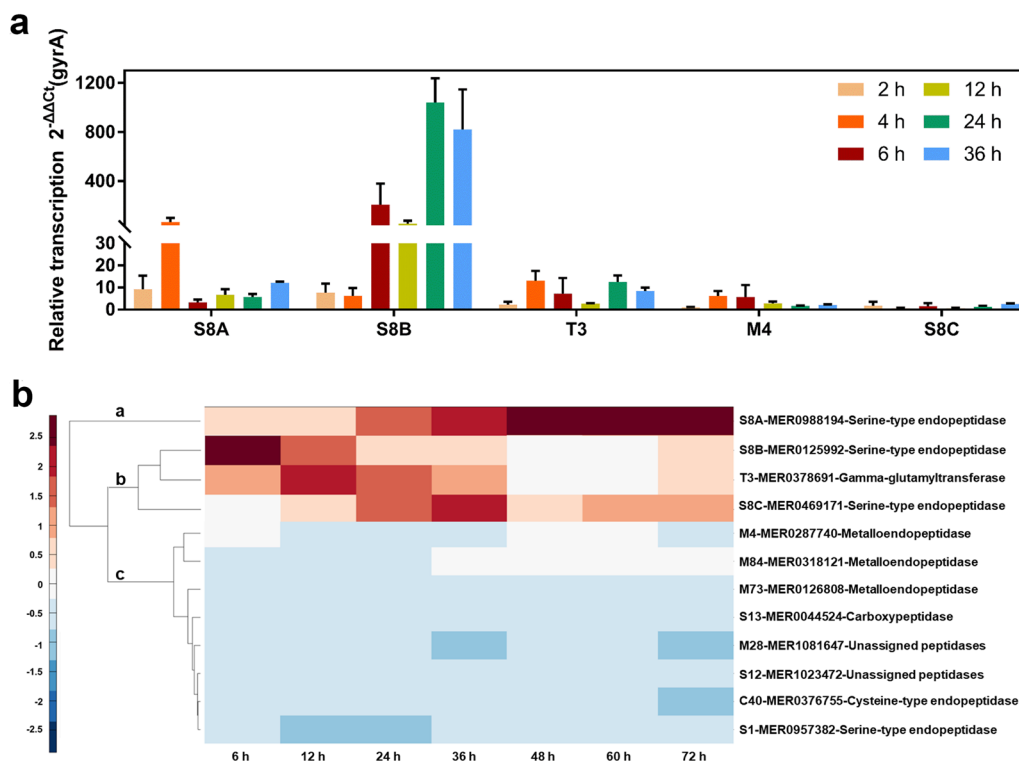 a
Relative transcription 2^-ΔΔCt(gyrA)
1200
800
400
30
20
10
0
2 h
4 h
6 h
12 h
24 h
36 h
S8A S8B T3 M4 S8C
b
2.5
2
1.5
1
0.5
0
-0.5
-1
-1.5
-2
-2.5
a
b
c
S8A-MER0988194-Serine-type endopeptidase
S8B-MER0125992-Serine-type endopeptidase
T3-MER0378691-Gamma-glutamyltransferase
S8C-MER0469171-Serine-type endopeptidase
M4-MER0287740-Metalloendopeptidase
M84-MER0318121-Metalloendopeptidase
M73-MER0126808-Metalloendopeptidase
S13-MER0044524-Carboxypeptidase
M28-MER1081647-Unassigned peptidases
S12-MER1023472-Unassigned peptidases
C40-MER0376755-Cysteine-type endopeptidase
S1-MER0957382-Serine-type endopeptidase
6 h 12 h 24 h 36 h 48 h 60 h 72 h